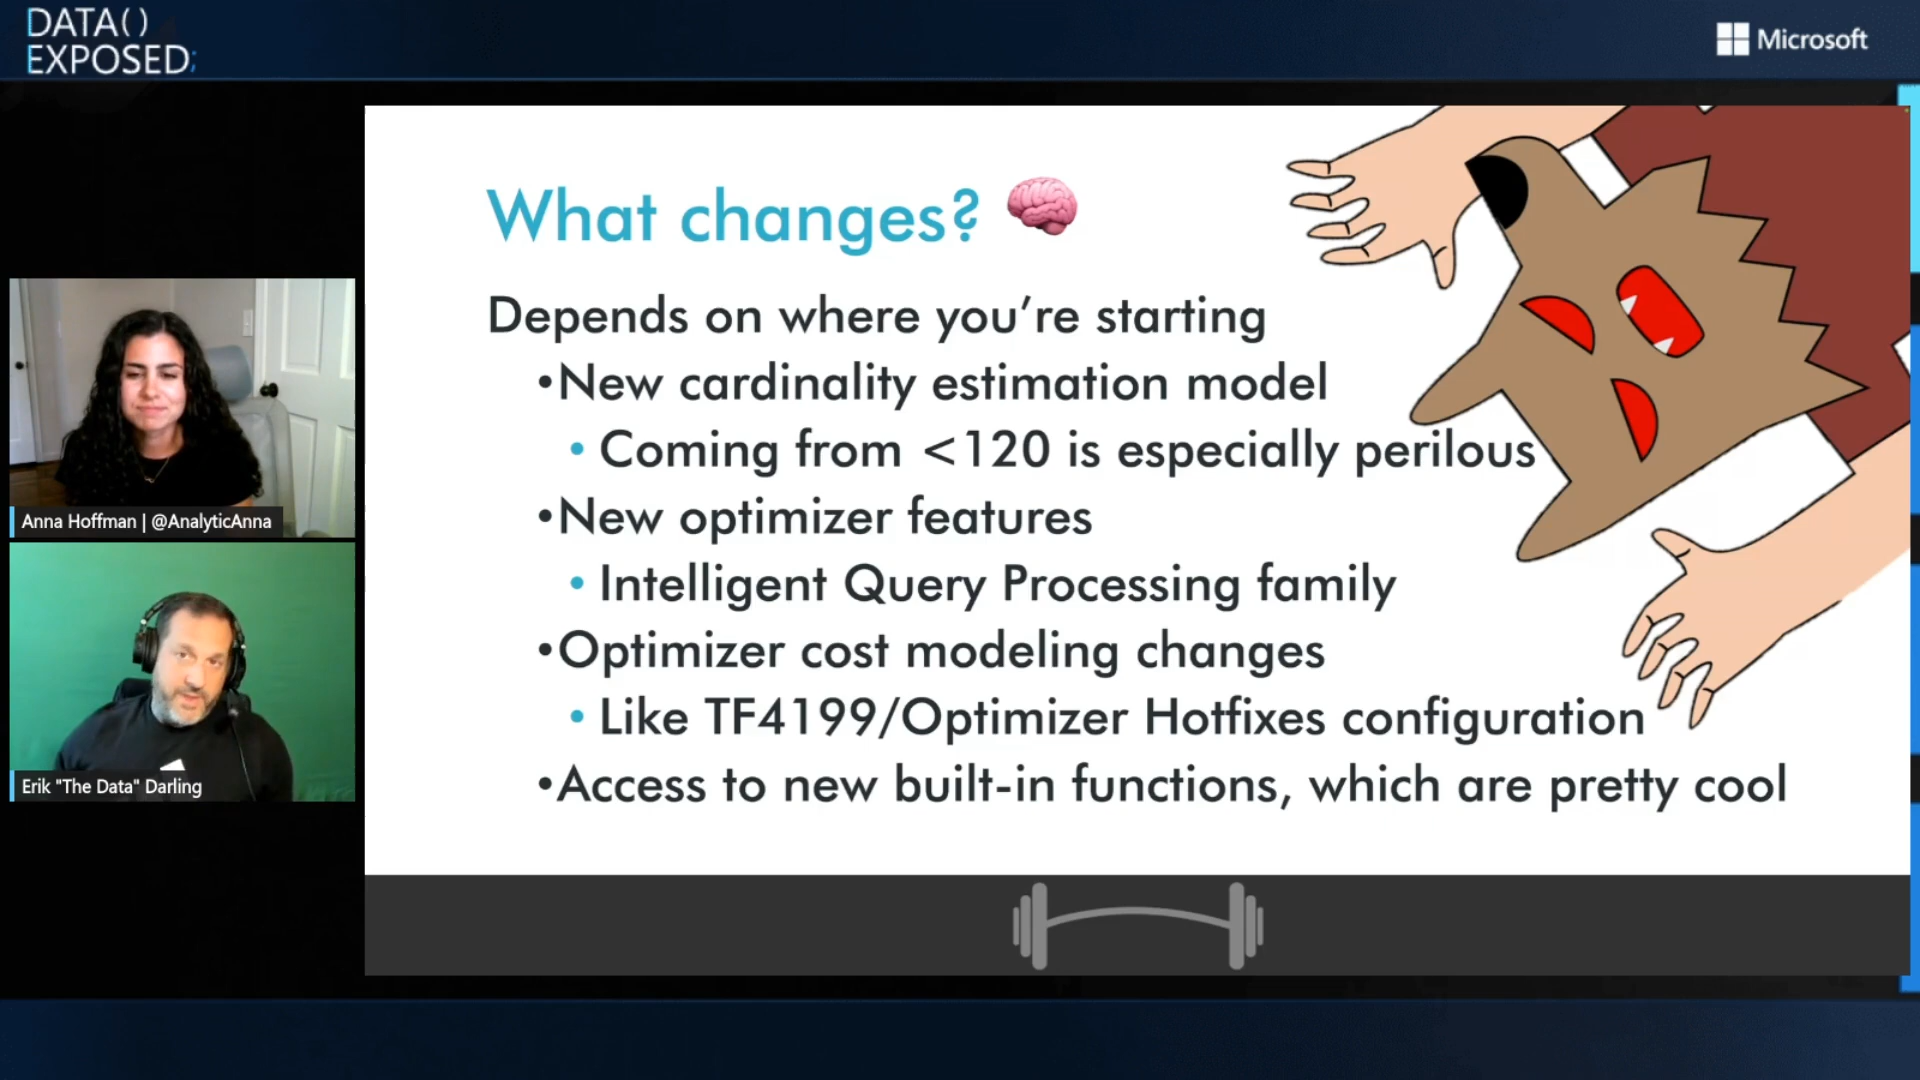 DATA()
EXPOSED;
Microsoft
What changes?
Depends on where you’re starting
•New cardinality estimation model
• Coming from <120 is especially perilous
•New optimizer features
• Intelligent Query Processing family
•Optimizer cost modeling changes
• Like TF4199/Optimizer Hotfixes configuration
•Access to new built-in functions, which are pretty cool
Anna Hoffman | @AnalyticAnna
Erik "The Data" Darling